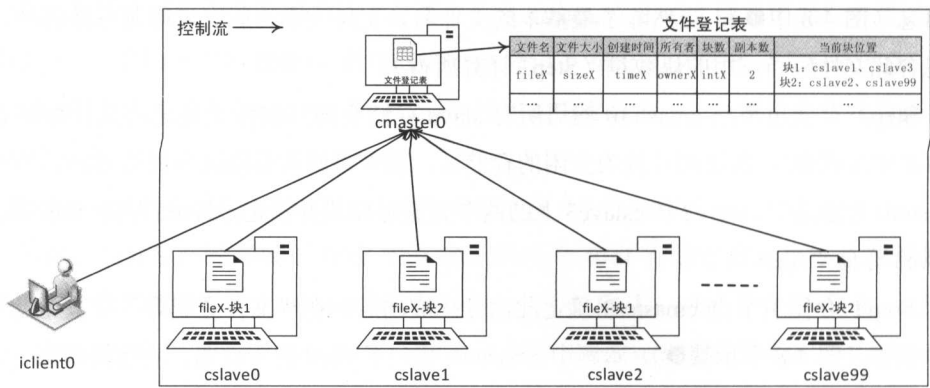 控制流
文件登记表
文件名 文件大小 创建时间 所有者 块数 副本数 当前块位置
fileX sizeX timeX ownerX intX 2 块1: cslave1、cslave3
块2: cslave2、cslave99
... ... ... ... ... ... ...
文件登记表
cmaster0
fileX-块1 fileX-块2 fileX-块1 fileX-块2
iclient0 cslave0 cslave1 cslave2 cslave99